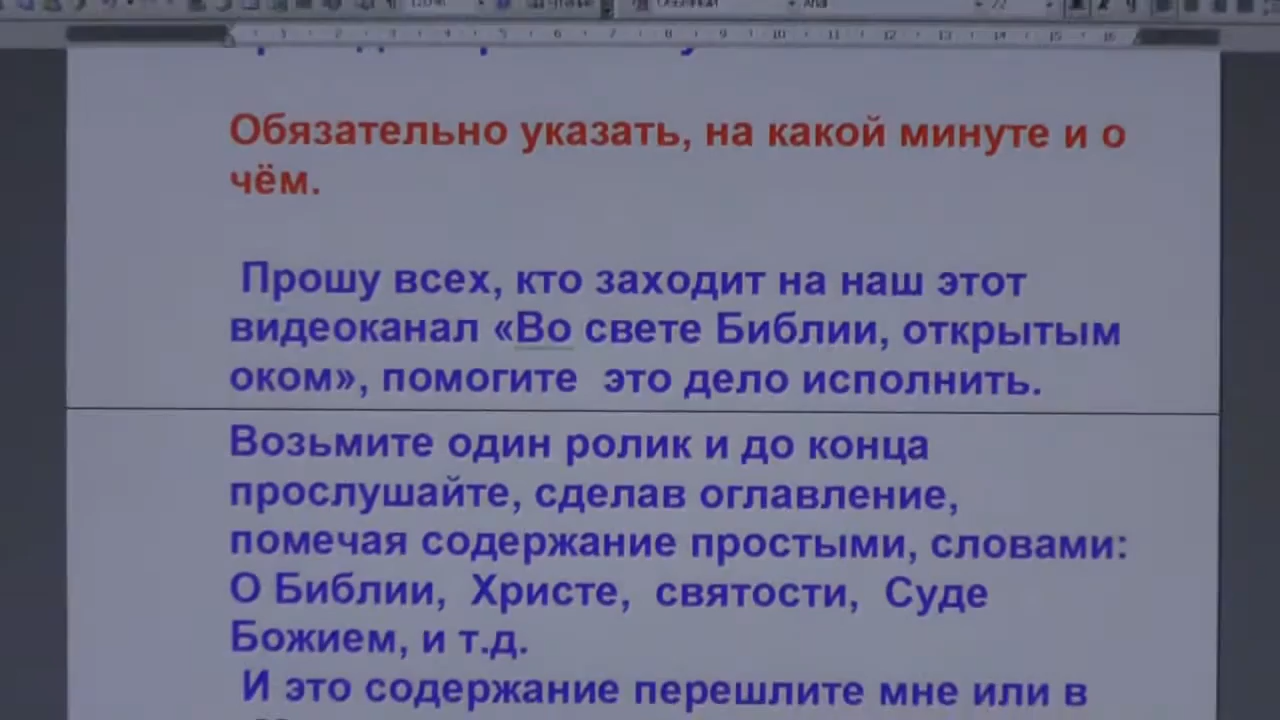 Обязательно указать, на какой минуте и о
чём.
Прошу всех, кто заходит на наш этот
видеоканал «Во свете Библии, открытым
оком», помогите это дело исполнить.
Возьмите один ролик и до конца
прослушайте, сделав оглавление,
помечая содержание простыми, словами:
О Библии, Христе, святости, Суде
Божием, и т.д.
И это содержание перешлите мне или в